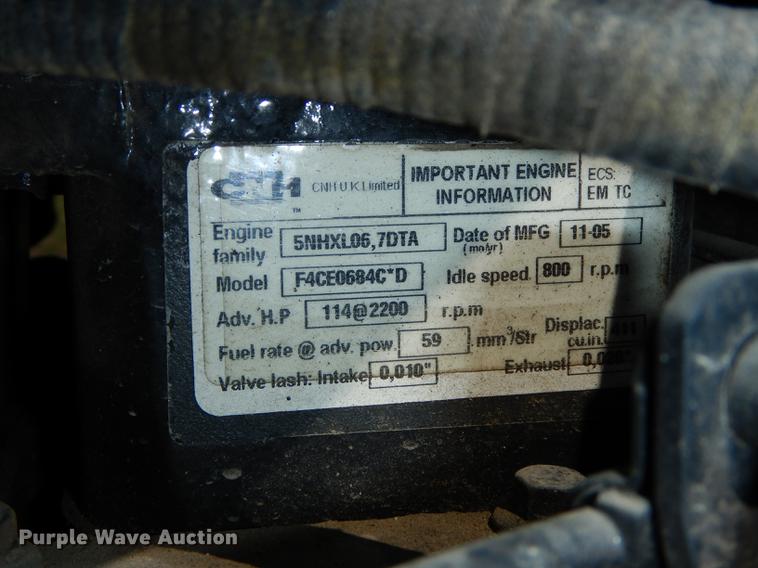 CNH U K Limited
IMPORTANT ENGINE INFORMATION
ECS: EM TC
Engine family 5NHXL06,7DTA Date of MFG (mo/yr) 11-05
Model F4CE0684C*D Idle speed 800 r.p.m
Adv. H.P 114@2200 r.p.m
Fuel rate @ adv. pow. 59 mm³/Str Displac. cu.in.
Valve lash: Intake 0,010" Exhaust
Purple Wave Auction